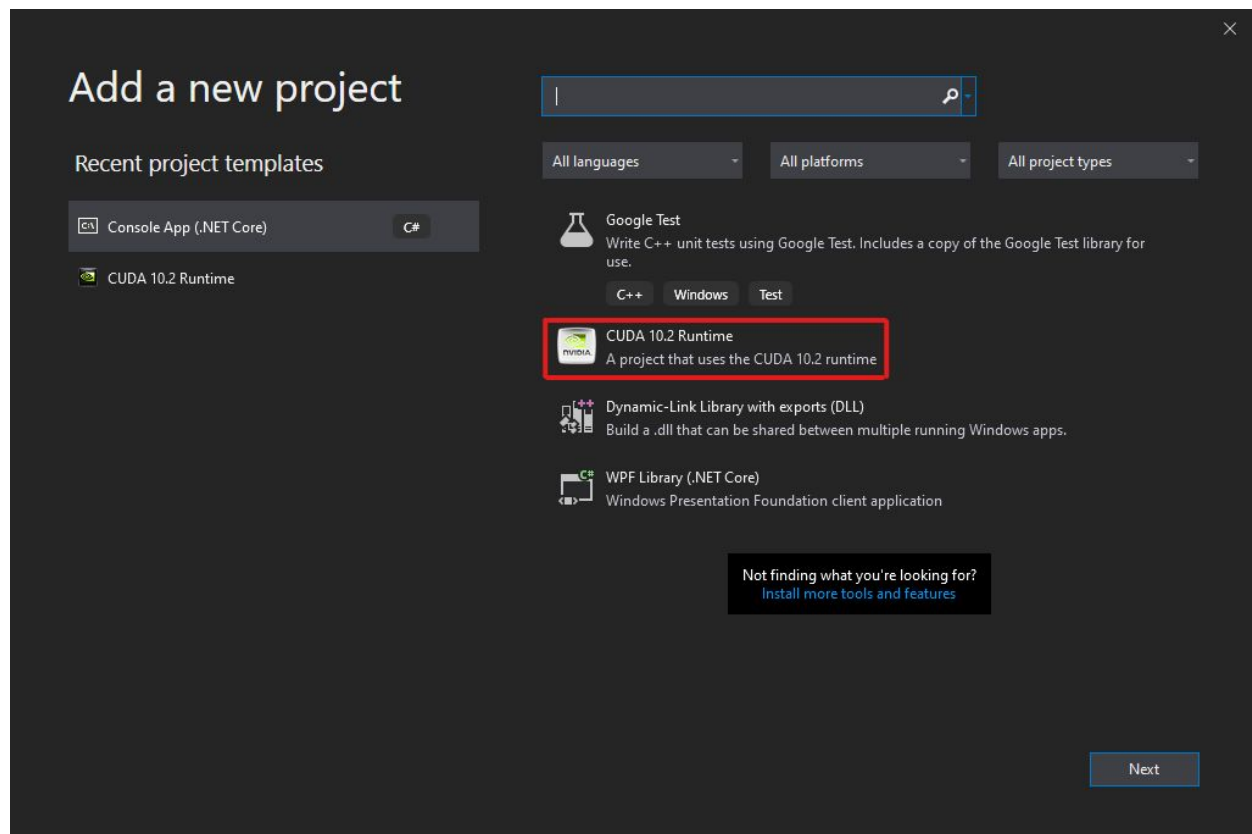 Add a new project
Recent project templates
Console App (.NET Core)
C#
CUDA 10.2 Runtime
All languages
All platforms
All project types
Google Test
Write C++ unit tests using Google Test. Includes a copy of the Google Test library for
use.
C++
Windows
Test
NVIDIA.
CUDA 10.2 Runtime
A project that uses the CUDA 10.2 runtime
++
Dynamic-Link Library with exports (DLL)
Build a .dll that can be shared between multiple running Windows apps.
C#
WPF Library (.NET Core)
Windows Presentation Foundation client application
Not finding what you're looking for?
Install more tools and features
Next